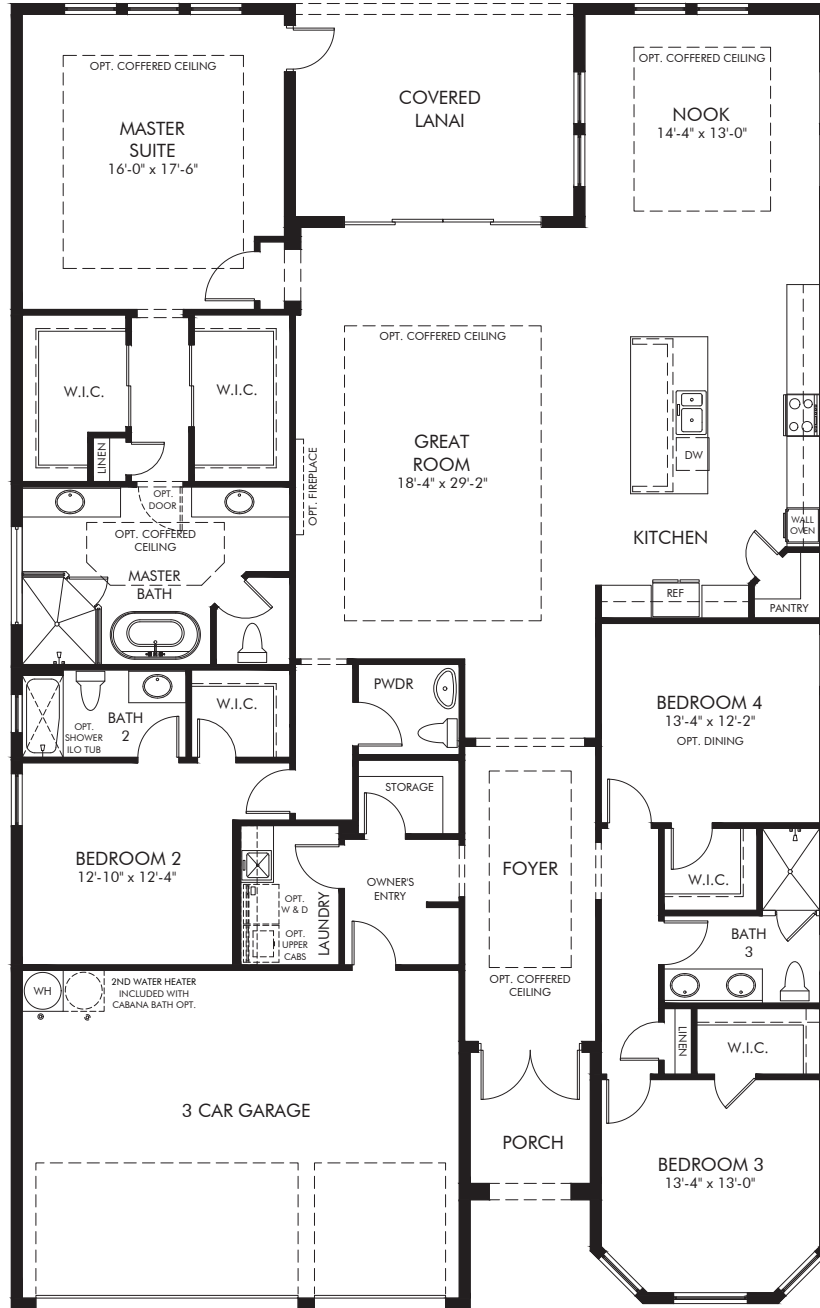 OPT. COFFERED CEILING
MASTER
SUITE
16'-0" x 17'-6"
COVERED
LANAI
OPT. COFFERED CEILING
NOOK
14'-4" x 13'-0"
W.I.C.
W.I.C.
LINEN
OPT. COFFERED CEILING
GREAT
ROOM
18'-4" x 29'-2"
OPT. FIREPLACE
DW
WALL
OVEN
KITCHEN
REF
PANTRY
OPT.
DOOR
OPT. COFFERED
CEILING
MASTER
BATH
PWDR
BATH
2
OPT.
SHOWER
ILO TUB
W.I.C.
BEDROOM 4
13'-4" x 12'-2"
OPT. DINING
STORAGE
BEDROOM 2
12'-10" x 12'-4"
OPT.
W & D
OPT.
UPPER
CABS
LAUNDRY
OWNER'S
ENTRY
FOYER
OPT. COFFERED
CEILING
W.I.C.
BATH
3
LINEN
W.I.C.
WH
2ND WATER HEATER
INCLUDED WITH
CABANA BATH OPT.
3 CAR GARAGE
PORCH
BEDROOM 3
13'-4" x 13'-0"